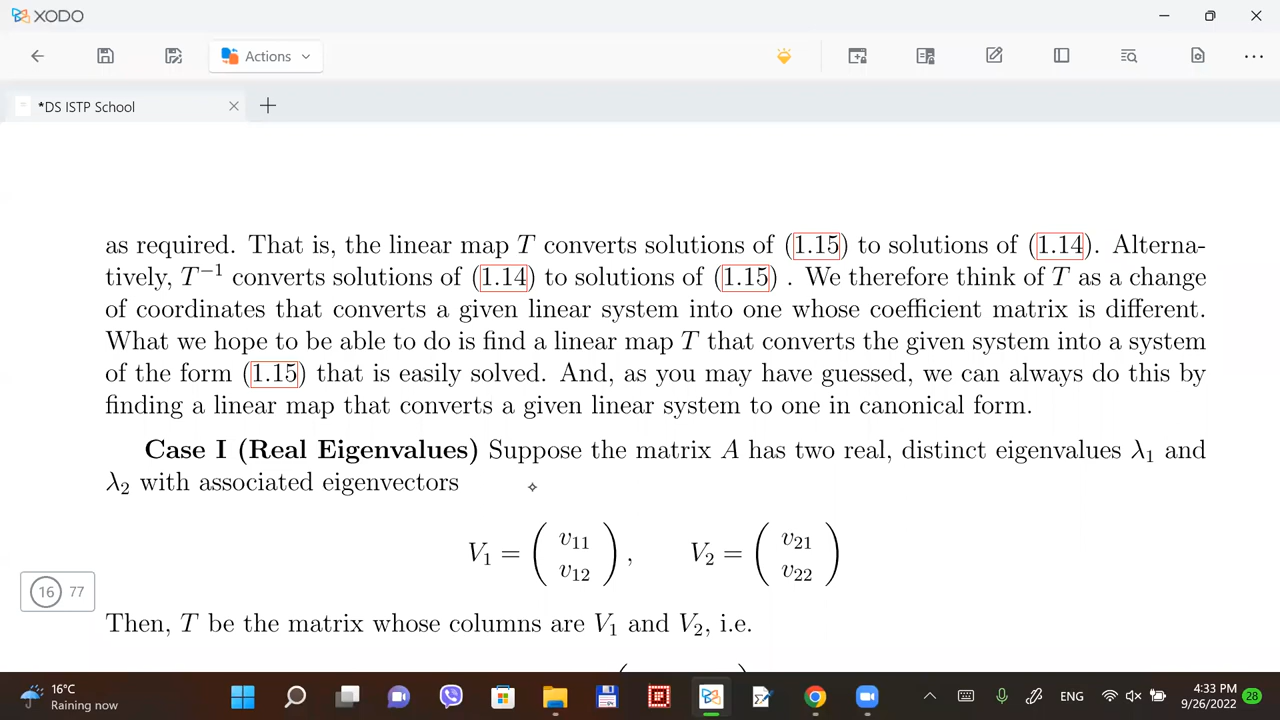 XODO
Actions
*DS ISTP School
as required. That is, the linear map T converts solutions of (1.15) to solutions of (1.14). Alterna-
tively, T⁻¹ converts solutions of (1.14) to solutions of (1.15) . We therefore think of T as a change
of coordinates that converts a given linear system into one whose coefficient matrix is different.
What we hope to be able to do is find a linear map T that converts the given system into a system
of the form (1.15) that is easily solved. And, as you may have guessed, we can always do this by
finding a linear map that converts a given linear system to one in canonical form.
Case I (Real Eigenvalues) Suppose the matrix A has two real, distinct eigenvalues λ₁ and
λ₂ with associated eigenvectors
V₁ = ( v₁₁ v₁₂ ), V₂ = ( v₂₁ v₂₂ )
16 77
Then, T be the matrix whose columns are V₁ and V₂, i.e.
16°C
Raining now
ENG
4:33 PM
9/26/2022
28